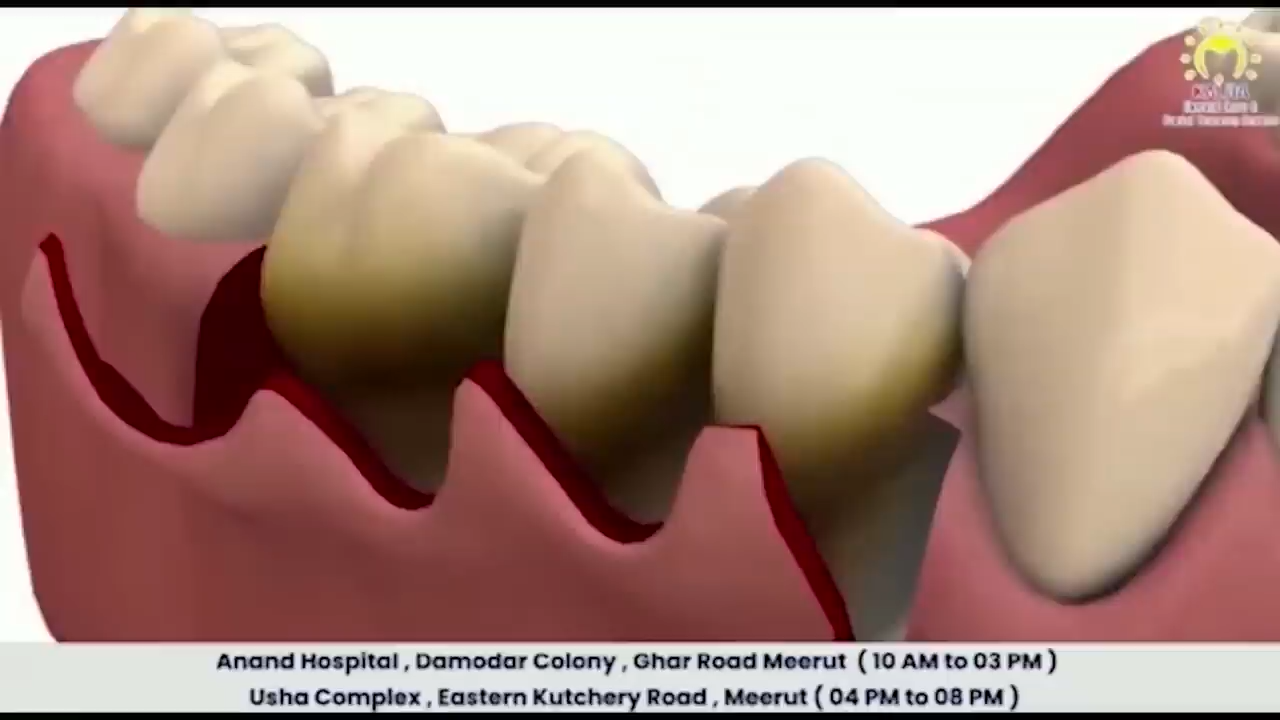 Anand Hospital , Damodar Colony , Ghar Road Meerut ( 10 AM to 03 PM )
Usha Complex , Eastern Kutchery Road , Meerut ( 04 PM to 08 PM )